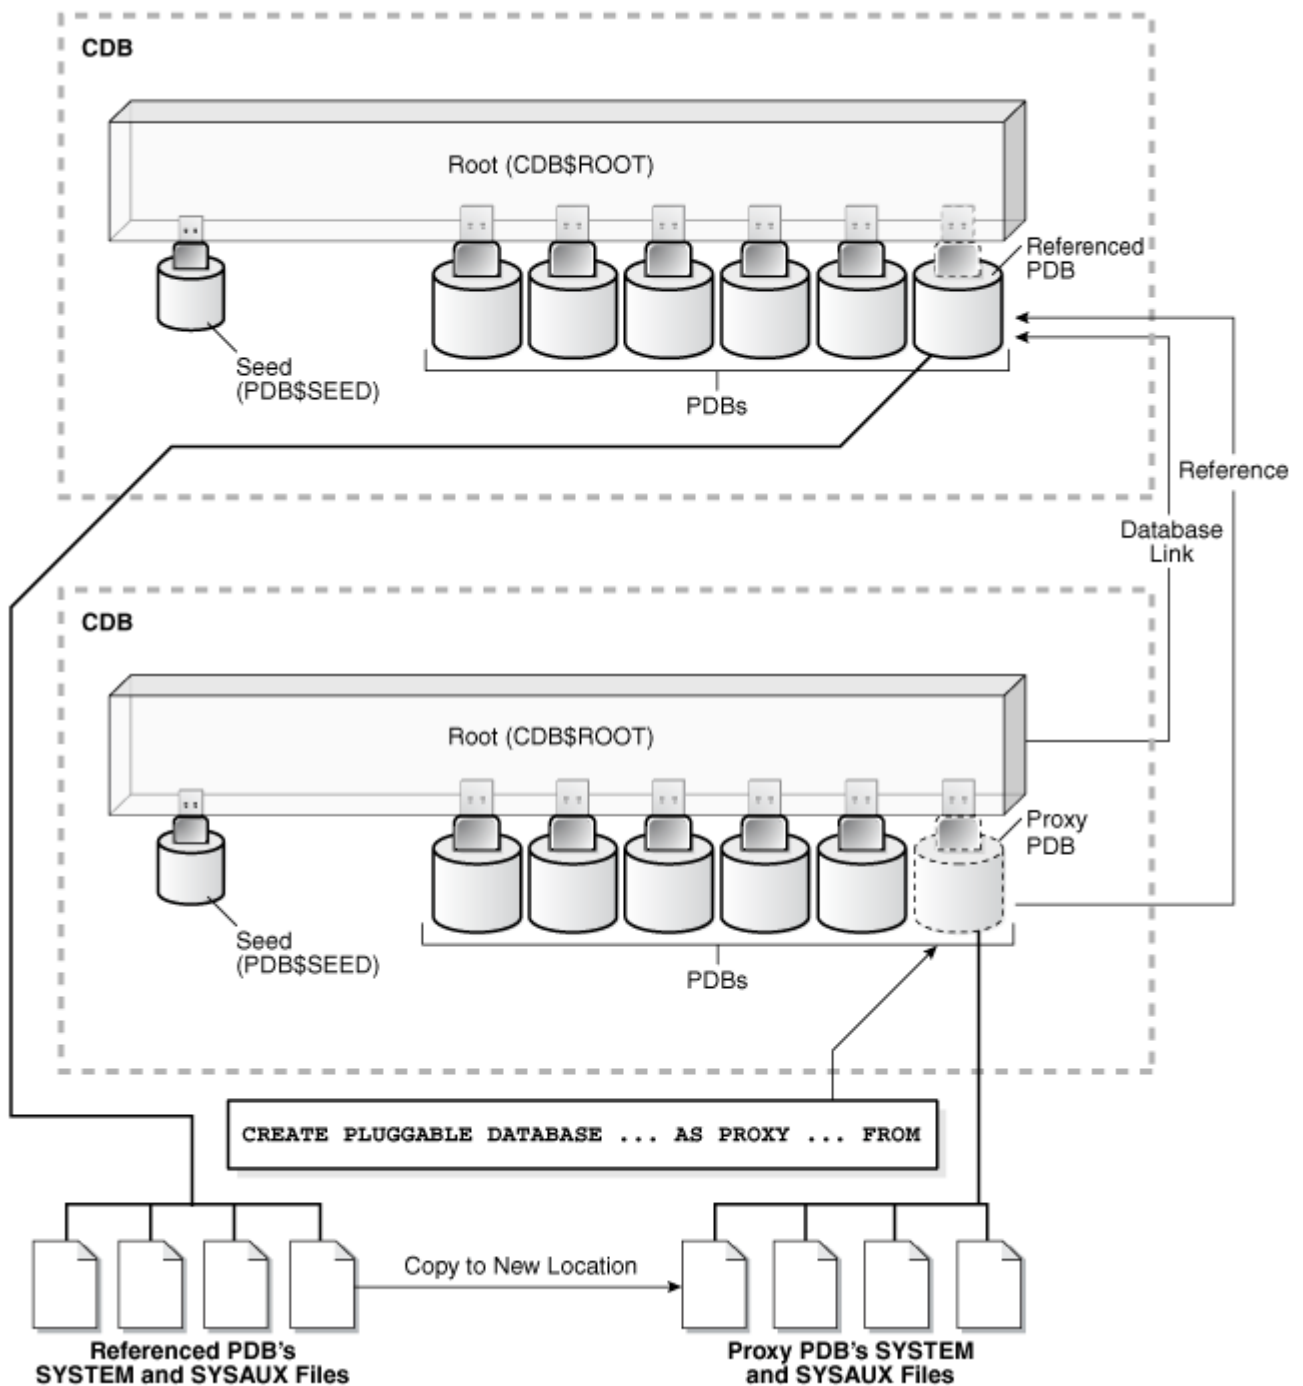 CDB
Root (CDB$ROOT)
Referenced
PDB
Seed
(PDB$SEED)
PDBs
Reference
Database
Link
CDB
Root (CDB$ROOT)
Proxy
PDB
Seed
(PDB$SEED)
PDBs
CREATE PLUGGABLE DATABASE ... AS PROXY ... FROM
Copy to New Location
Referenced PDB's
SYSTEM and SYSAUX Files
Proxy PDB's SYSTEM
and SYSAUX Files